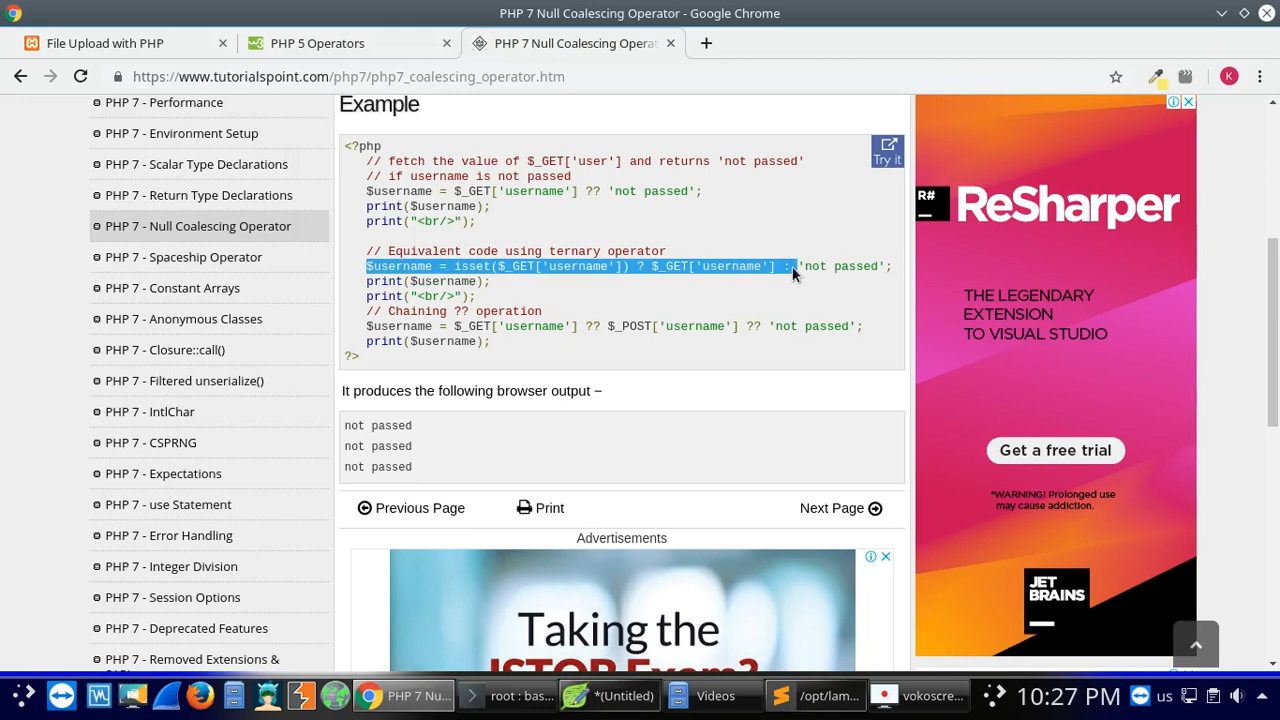 PHP 7 Null Coalescing Operator - Google Chrome
File Upload with PHP
PHP 5 Operators
PHP 7 Null Coalescing Operat
https://www.tutorialspoint.com/php7/php7_coalescing_operator.htm
K
PHP 7 - Performance
PHP 7 - Environment Setup
PHP 7 - Scalar Type Declarations
PHP 7 - Return Type Declarations
PHP 7 - Null Coalescing Operator
PHP 7 - Spaceship Operator
PHP 7 - Constant Arrays
PHP 7 - Anonymous Classes
PHP 7 - Closure::call()
PHP 7 - Filtered unserialize()
PHP 7 - IntlChar
PHP 7 - CSPRNG
PHP 7 - Expectations
PHP 7 - use Statement
PHP 7 - Error Handling
PHP 7 - Integer Division
PHP 7 - Session Options
PHP 7 - Deprecated Features
PHP 7 - Removed Extensions &
Example
Try it
<?php
// fetch the value of $_GET['user'] and returns 'not passed'
// if username is not passed
$username = $_GET['username'] ?? 'not passed';
print($username);
print("<br/>");
// Equivalent code using ternary operator
$username = isset($_GET['username']) ? $_GET['username'] : 'not passed';
print($username);
print("<br/>");
// Chaining ?? operation
$username = $_GET['username'] ?? $_POST['username'] ?? 'not passed';
print($username);
?>
It produces the following browser output −
not passed
not passed
not passed
Previous Page
Print
Next Page
Advertisements
Taking the
R#
ReSharper
THE LEGENDARY
EXTENSION
TO VISUAL STUDIO
Get a free trial
*WARNING! Prolonged use
may cause addiction.
JET
BRAINS
PHP 7 Nu...
root : bas...
*(Untitled)
Videos
/opt/lam...
vokoscre...
10:27 PM
us